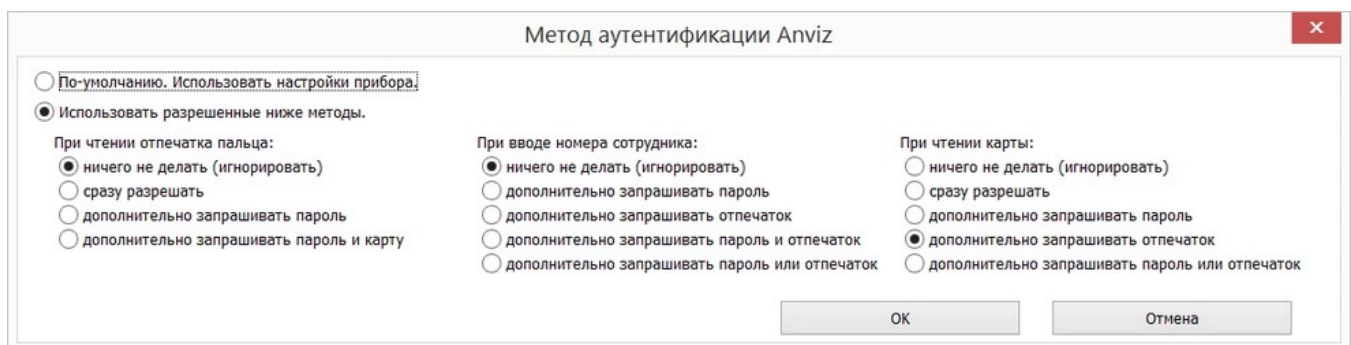 Метод аутентификации Anviz
По-умолчанию. Использовать настройки прибора.
Использовать разрешенные ниже методы.
При чтении отпечатка пальца:
ничего не делать (игнорировать)
сразу разрешать
дополнительно запрашивать пароль
дополнительно запрашивать пароль и карту
При вводе номера сотрудника:
ничего не делать (игнорировать)
дополнительно запрашивать пароль
дополнительно запрашивать отпечаток
дополнительно запрашивать пароль и отпечаток
дополнительно запрашивать пароль или отпечаток
При чтении карты:
ничего не делать (игнорировать)
сразу разрешать
дополнительно запрашивать пароль
дополнительно запрашивать отпечаток
дополнительно запрашивать пароль или отпечаток
ОК
Отмена